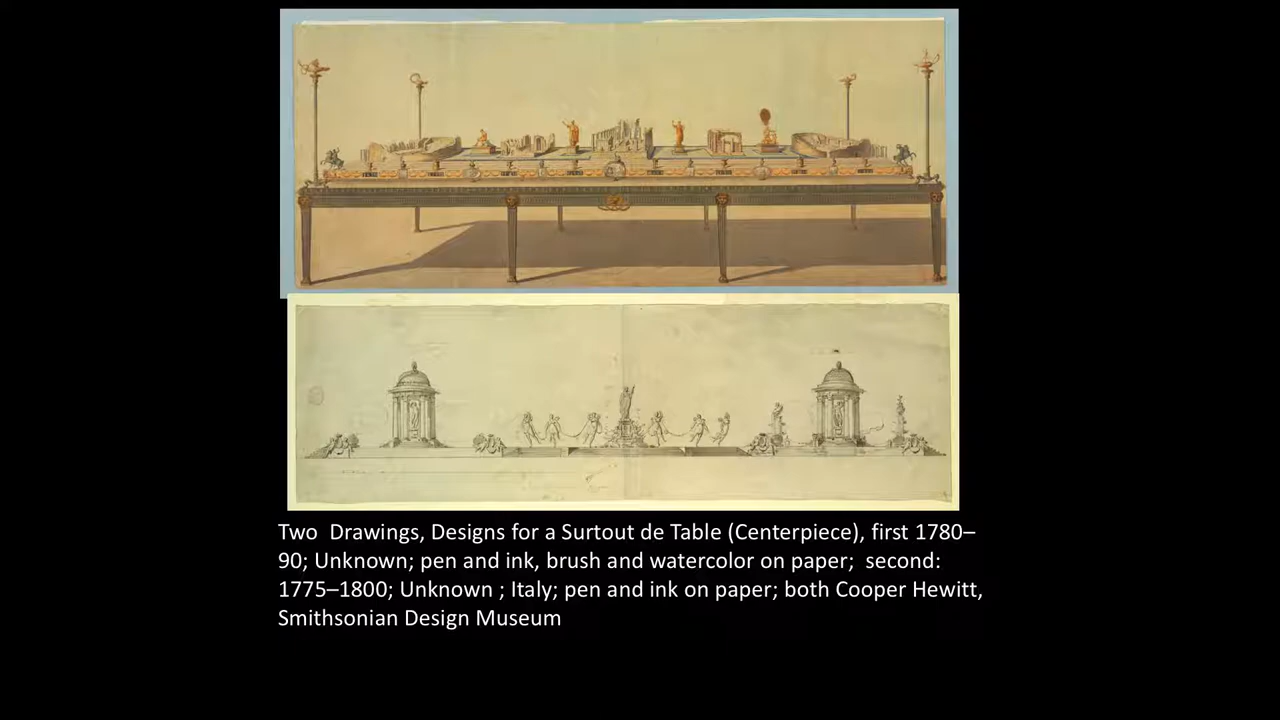 Two  Drawings, Designs for a Surtout de Table (Centerpiece), first 1780–
90; Unknown; pen and ink, brush and watercolor on paper;  second:
1775–1800; Unknown ; Italy; pen and ink on paper; both Cooper Hewitt,
Smithsonian Design Museum